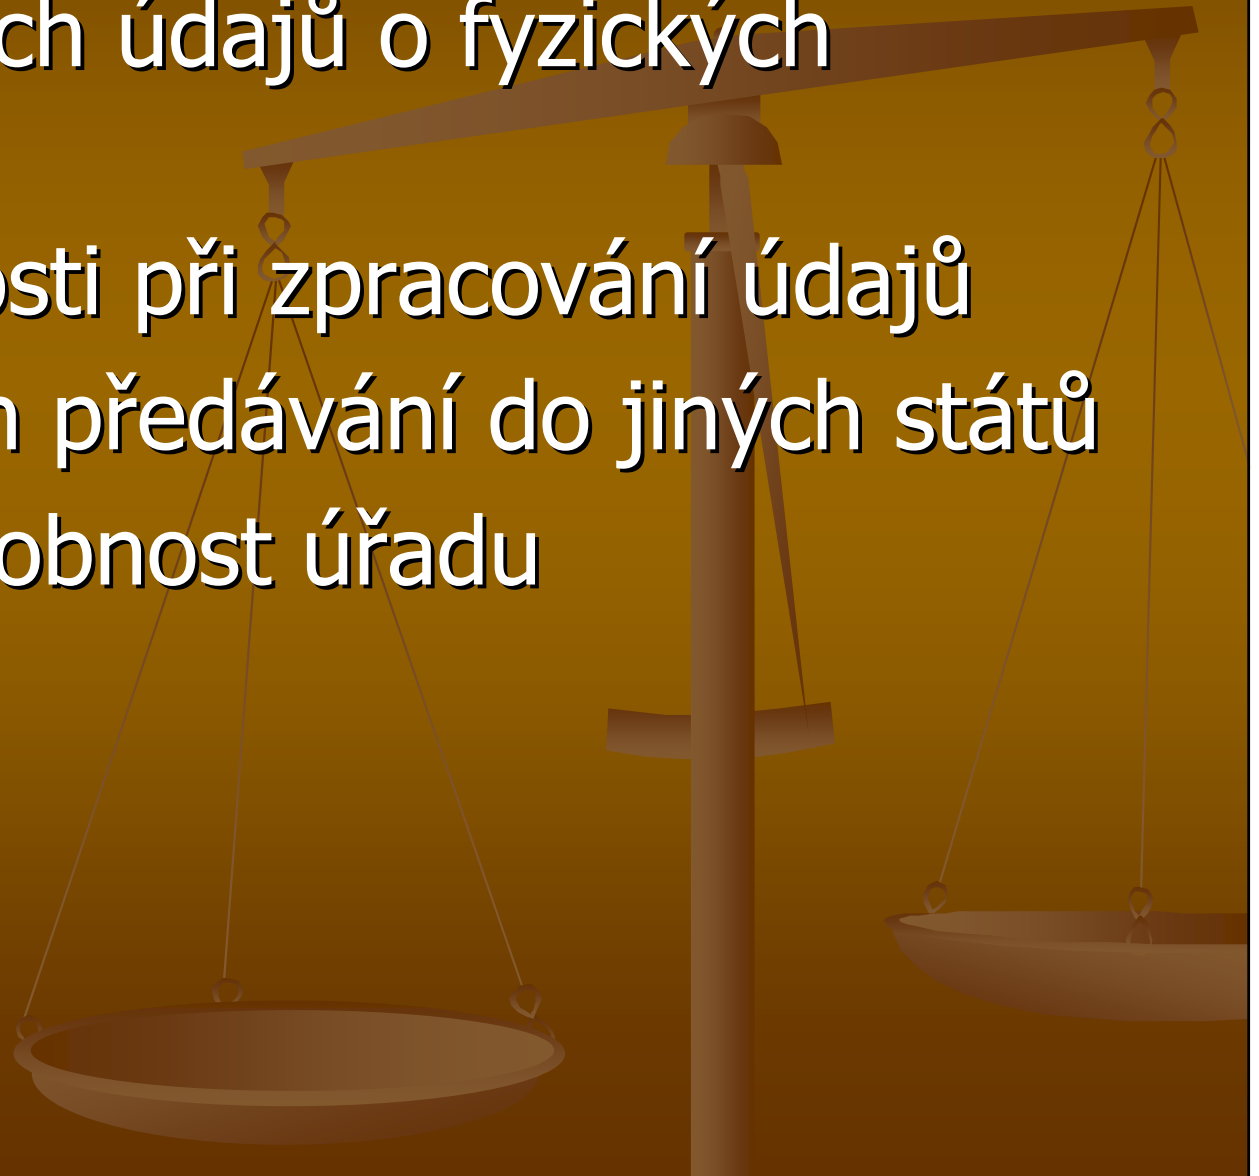 ch údajů o fyzických
osti při zpracování údajů
předávání do jiných států
obnost úřadu